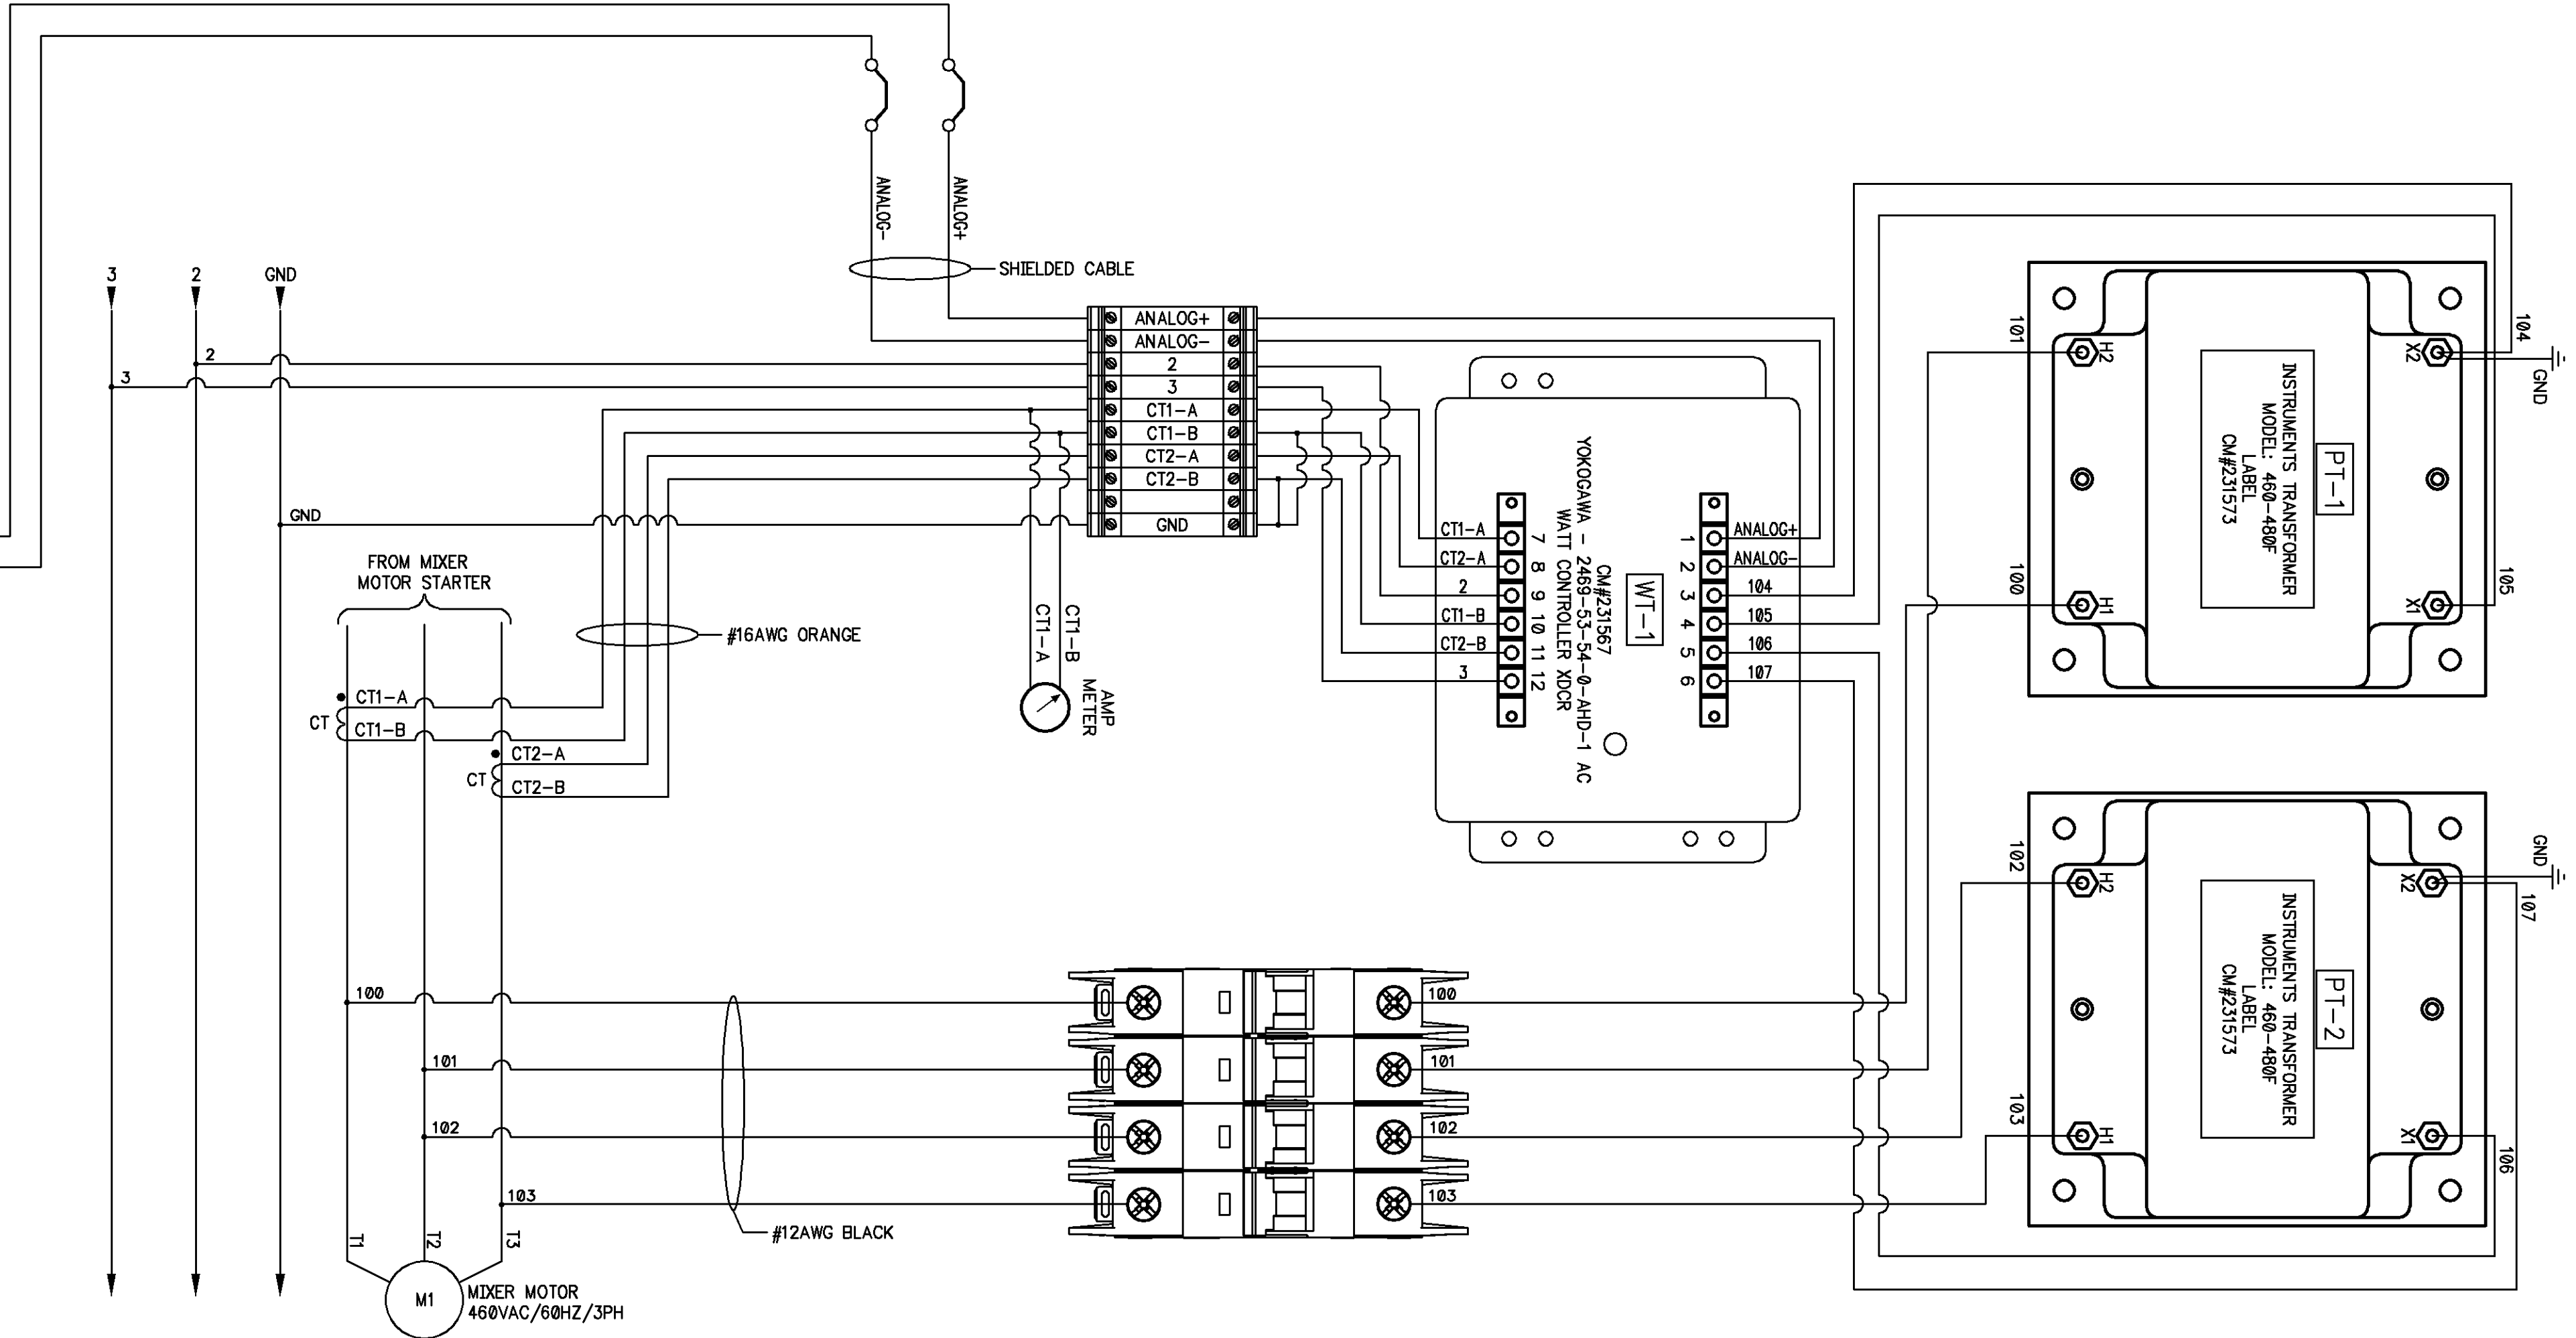 ANALOG-
ANALOG+
SHIELDED CABLE
3
2
GND
2
3
GND
ANALOG+
ANALOG-
2
3
CT1-A
CT1-B
CT2-A
CT2-B
GND
FROM MIXER
MOTOR STARTER
#16AWG ORANGE
CT1-A
CT
CT1-B
CT2-A
CT
CT2-B
CT1-A
CT1-B
AMP
METER
CT1-A
CT2-A
2
CT1-B
CT2-B
3
7
8
9
10
11
12
YOKOGAWA - 2469-53-54-0-AHD-1 AC
WATT CONTROLLER XDCR
CM#231567
WT-1
1
2
3
4
5
6
ANALOG+
ANALOG-
104
105
106
107
101
H2
100
H1
PT-1
INSTRUMENTS TRANSFORMER
MODEL: 460-480F
LABEL
CM#231573
X2
104
GND
X1
105
102
H2
103
H1
PT-2
INSTRUMENTS TRANSFORMER
MODEL: 460-480F
LABEL
CM#231573
GND
X2
107
X1
106
100
101
102
103
#12AWG BLACK
100
101
102
103
T1
T2
T3
M1
MIXER MOTOR
460VAC/60HZ/3PH